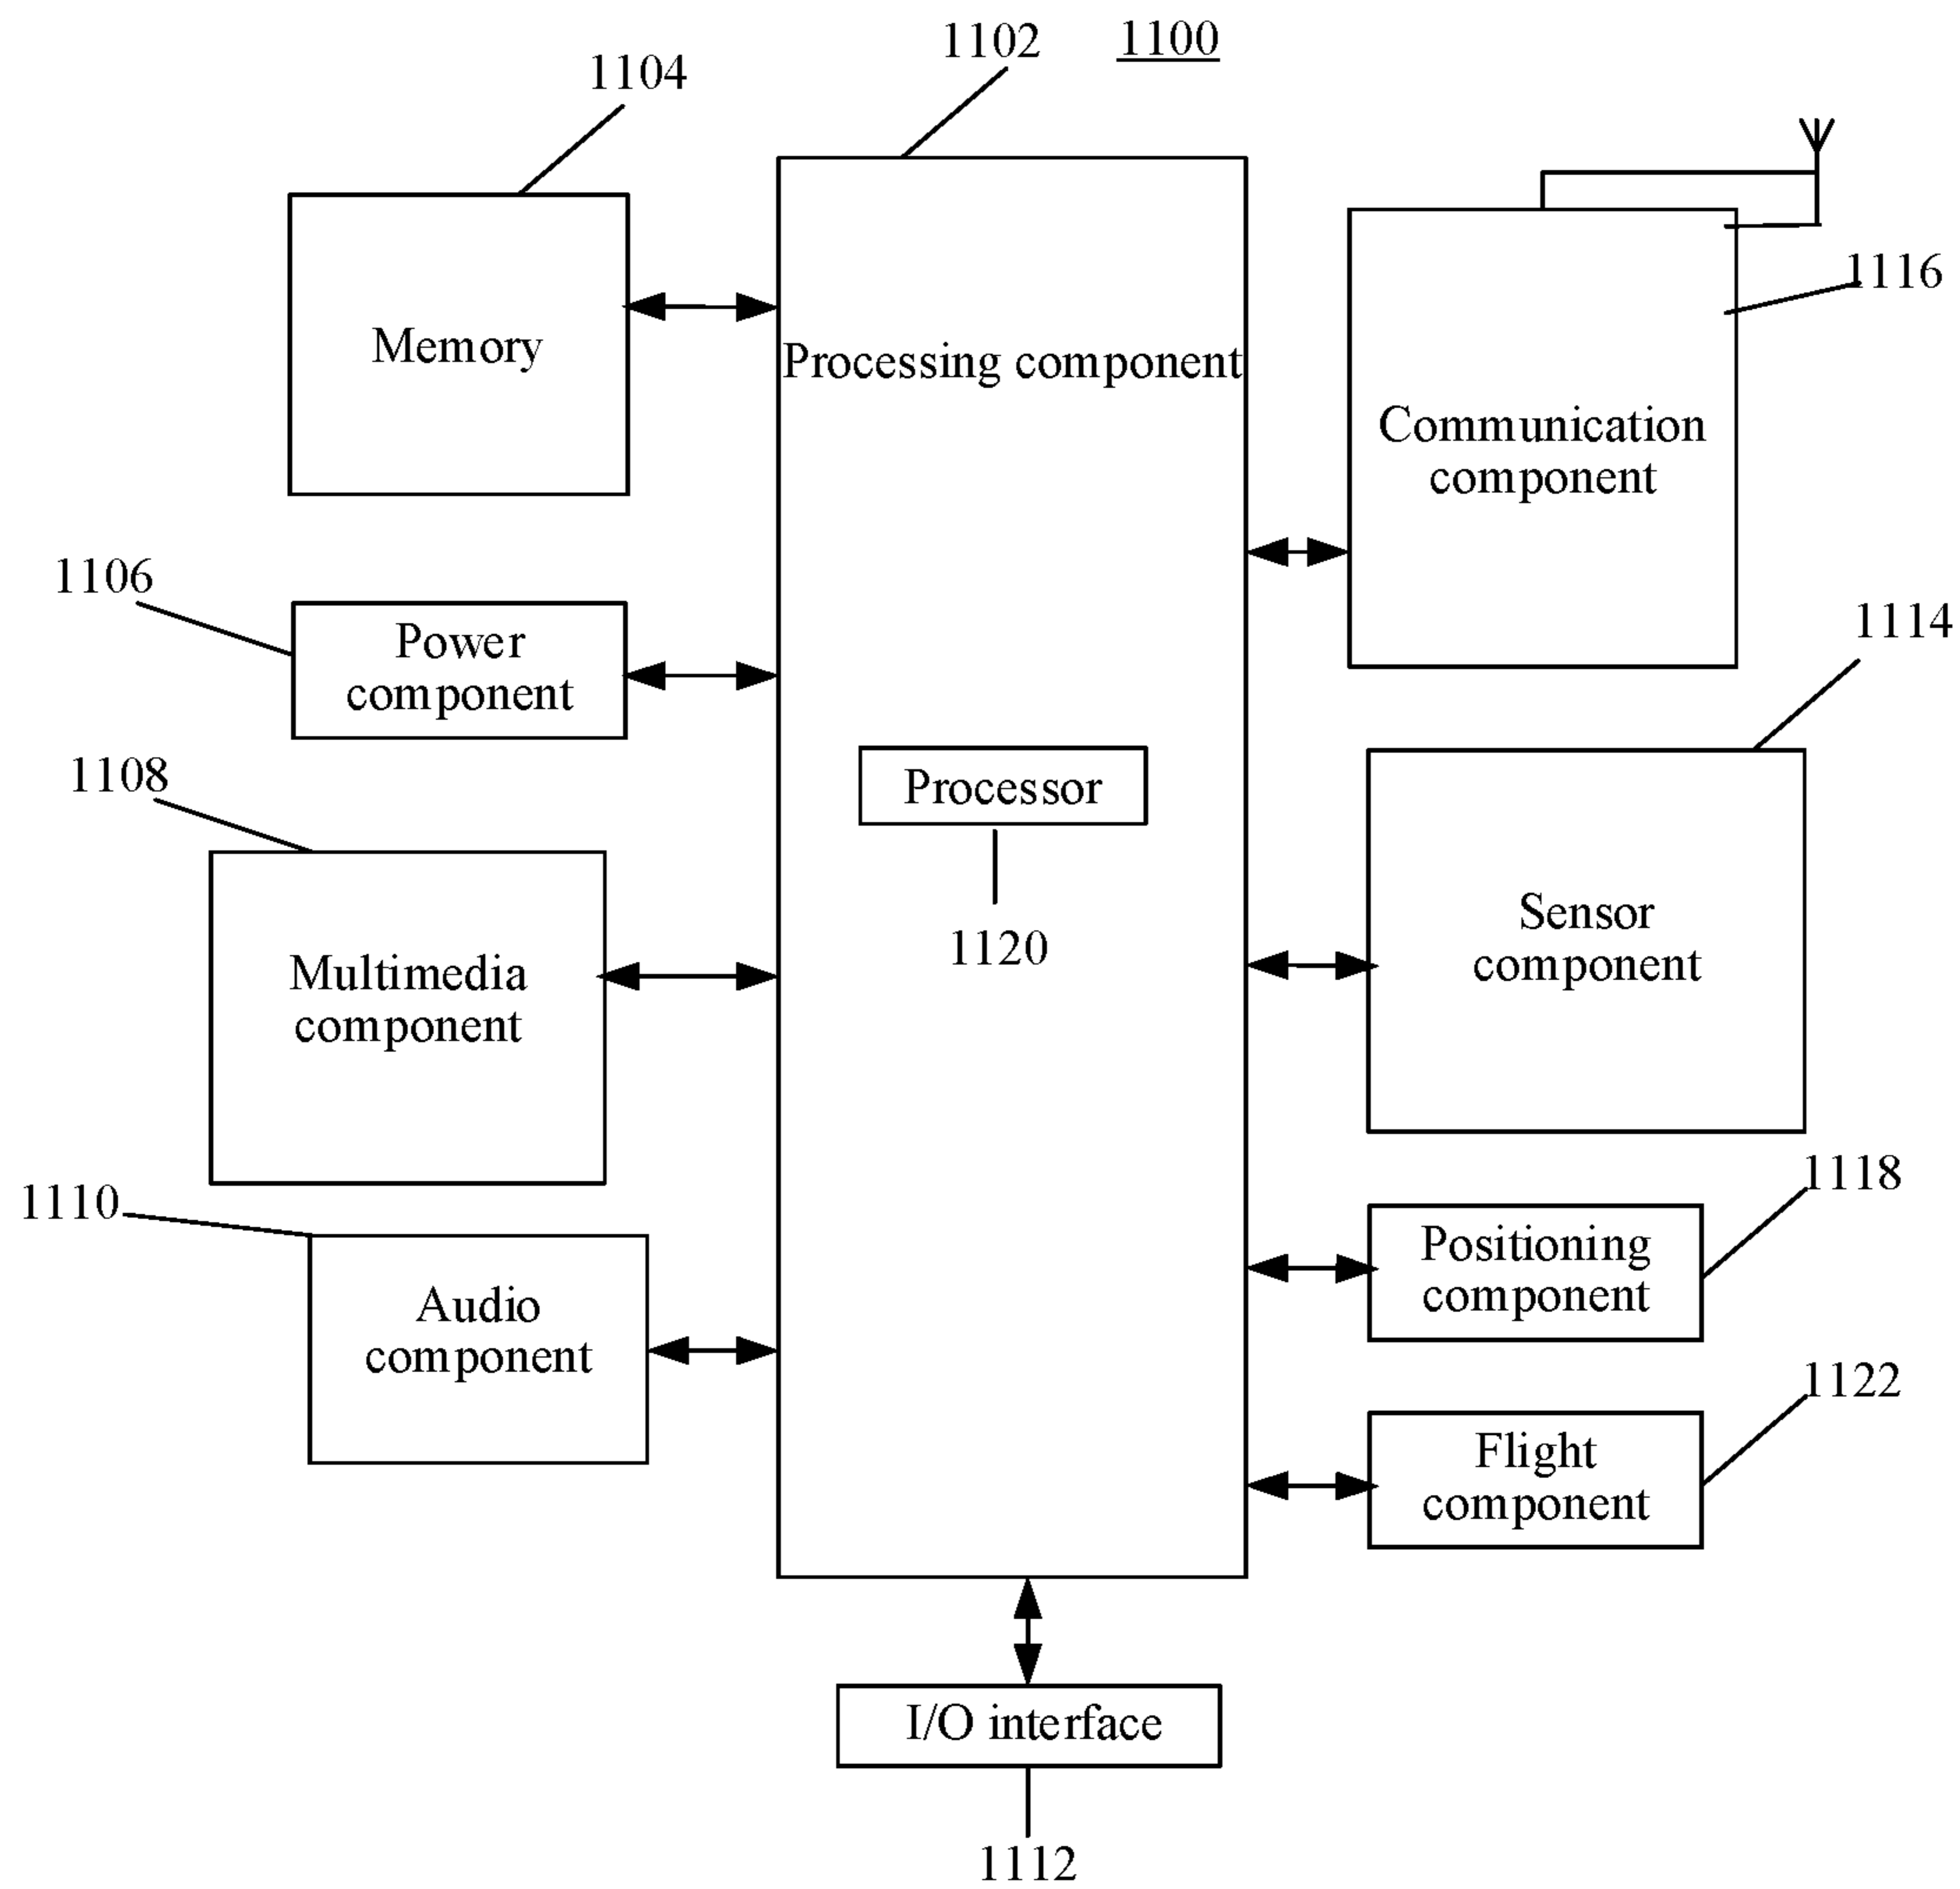 1102
1100
1104
Memory
Processing component
1116
Communication
component
1106
Power
component
1114
1108
Processor
1120
Multimedia
component
Sensor
component
1110
Audio
component
1118
Positioning
component
1122
Flight
component
I/O interface
1112